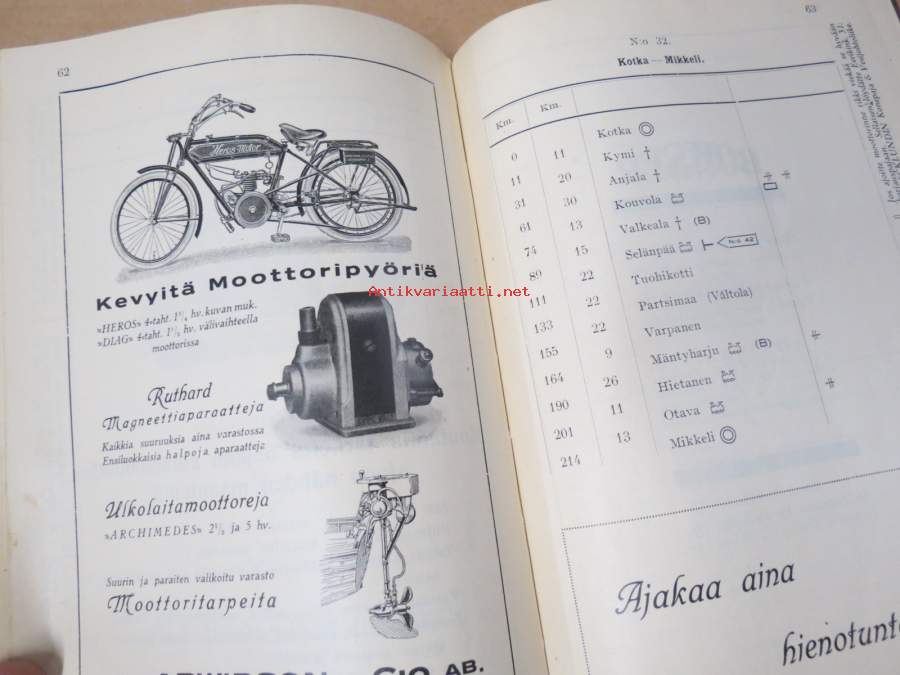 62
Heros-Motor
Kevyitä Moottoripyöriä
»HEROS» 4-taht. 1¾ hv. kuvan muk.
»DIAG» 4-taht. 1½ hv. välivaihteella
moottorissa
Ruthard
Magneettiaparaatteja
Kaikkia suuruuksia aina varastossa
Ensiluokkaisia halpoja aparaatteja
Ulkolaitamoottoreja
»ARCHIMEDES» 2½ ja 5 hv.
Suurin ja paraiten valikoitu varasto
Moottoritarpeita
AB.
Antikvariaatti.net
63
N:o 32.
Kotka — Mikkeli.
Km. Km.
Kotka
0 11 Kymi †
11 20 Anjala †
31 30 Kouvola
61 13 Valkeala † (B)
74 15 Selänpää N:o 42
89 22 Tuohikotti
111 22 Partsimaa (Vältola)
133 22 Varpanen
155 9 Mäntyharju (B)
164 26 Hietanen
190 11 Otava
201 13 Mikkeli
214
Ajakaa aina